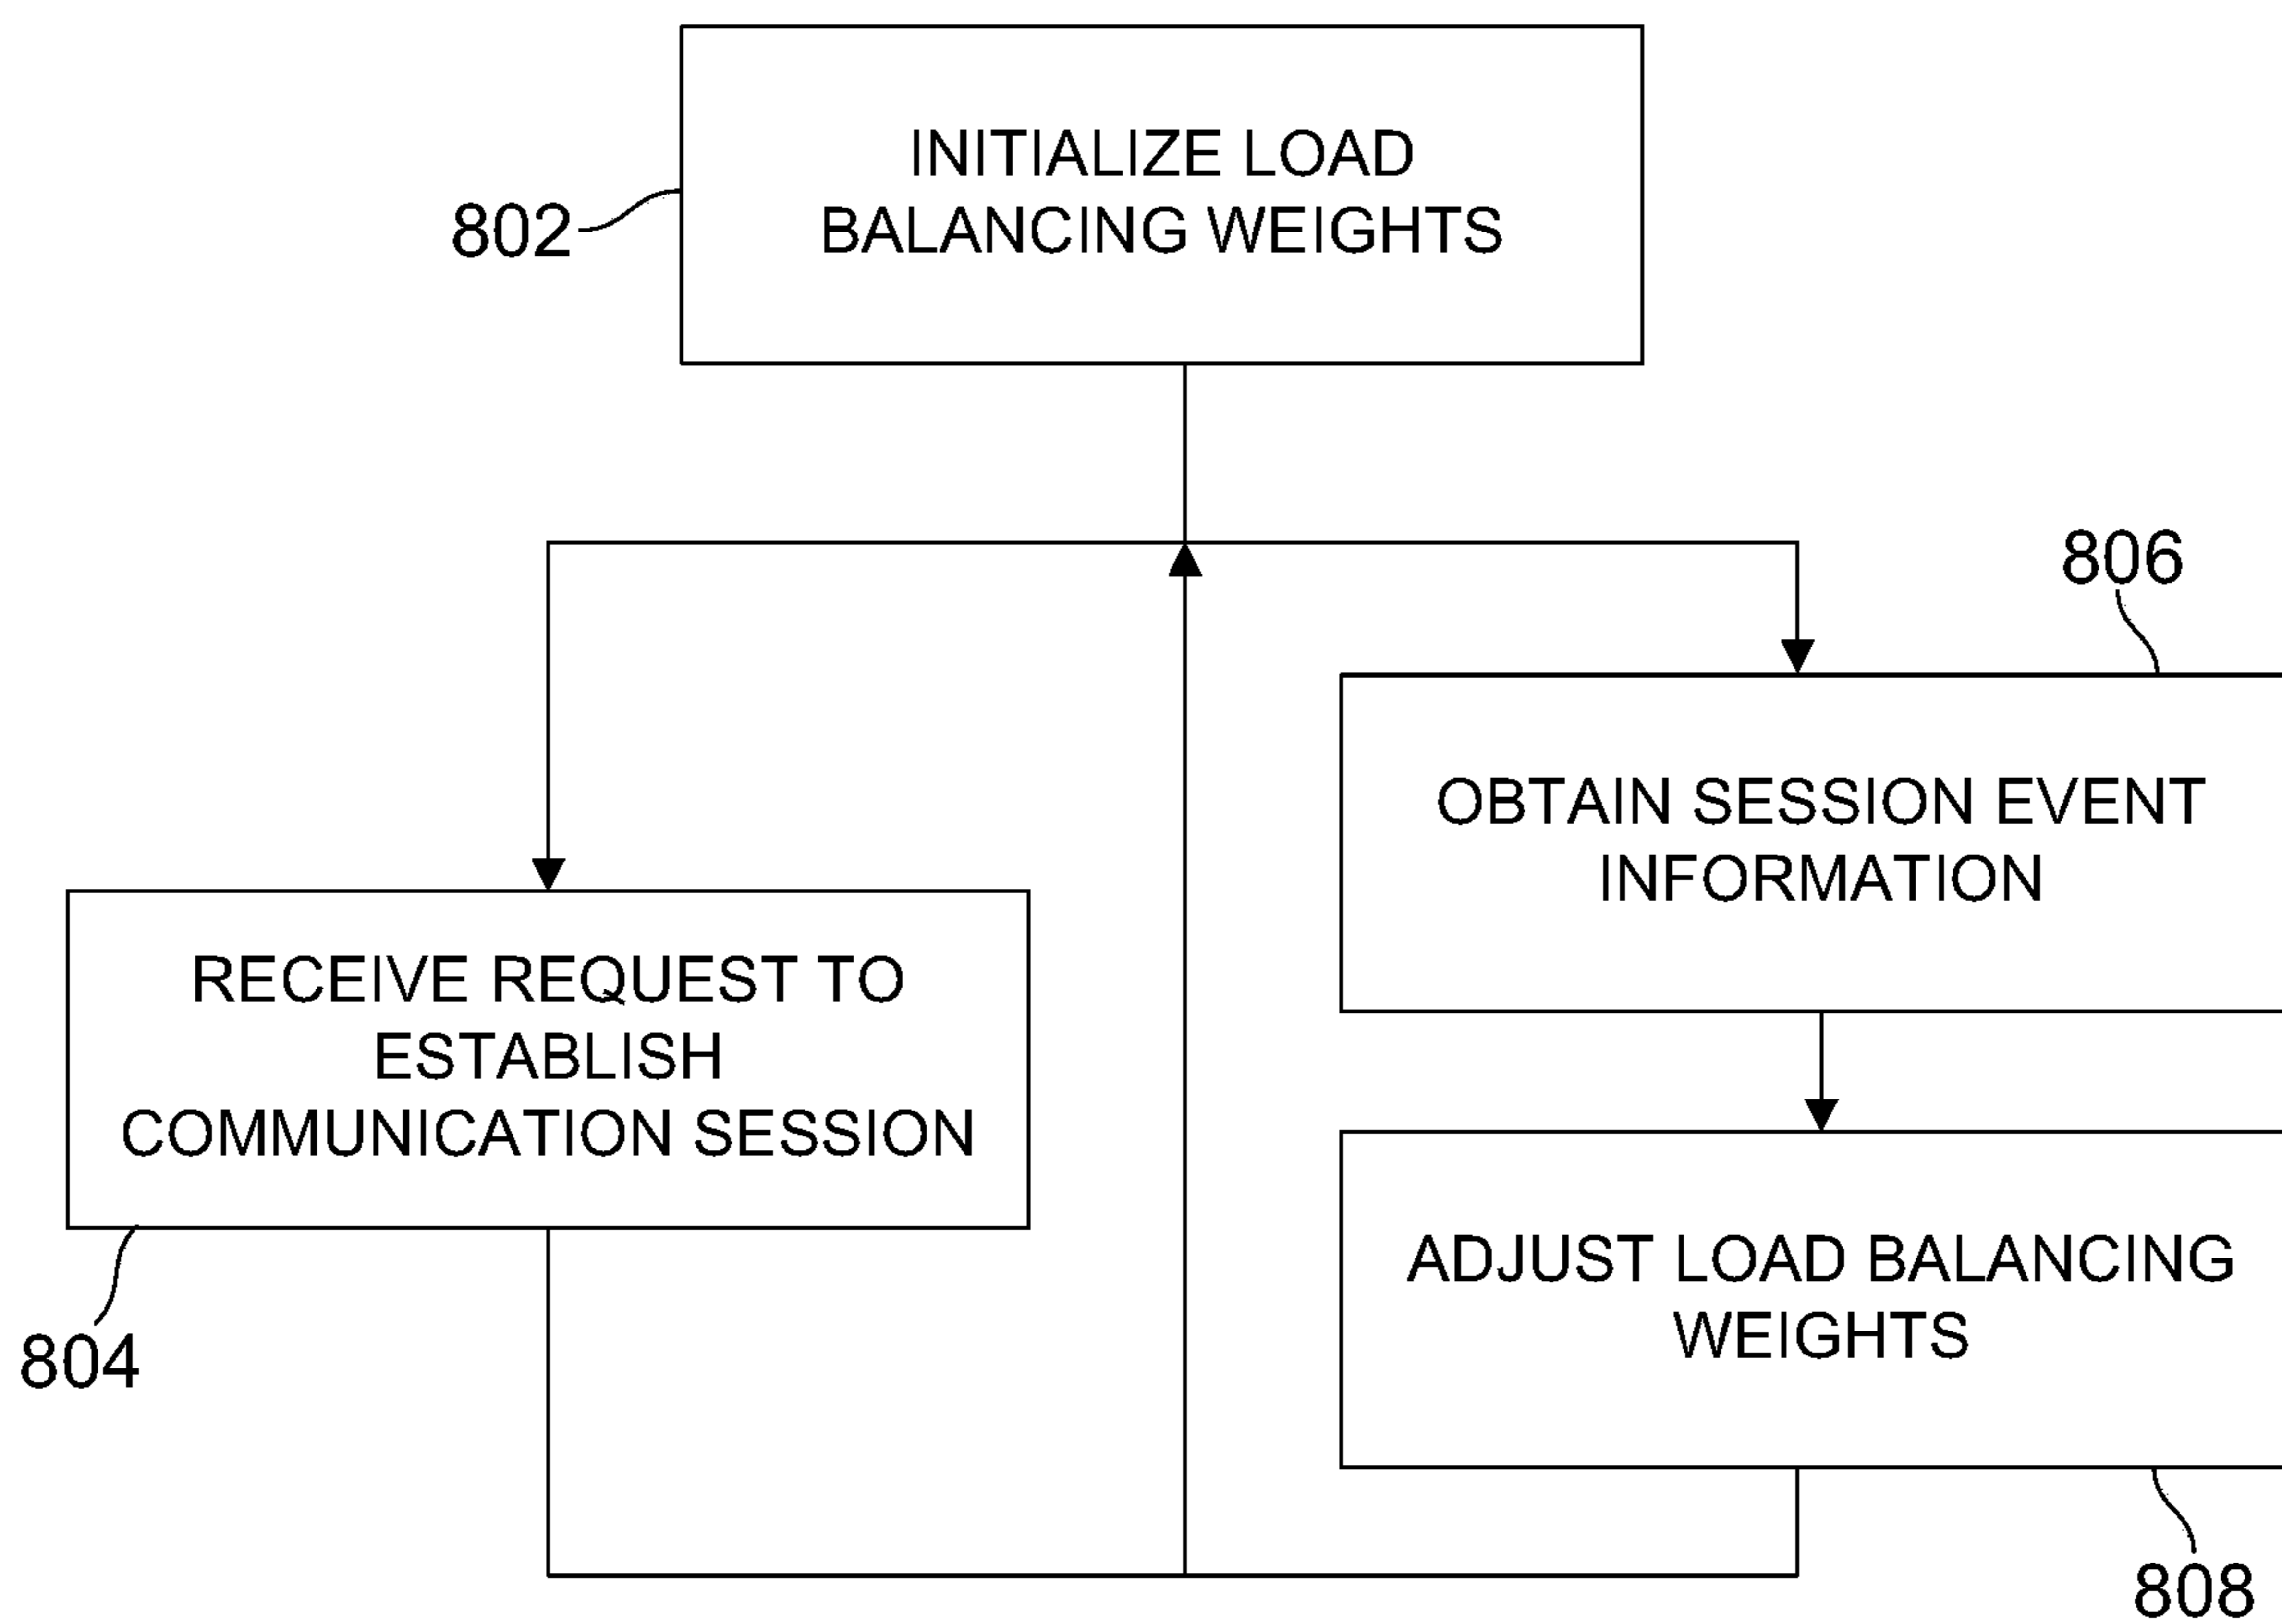 INITIALIZE LOAD
BALANCING WEIGHTS
802
806
OBTAIN SESSION EVENT
INFORMATION
RECEIVE REQUEST TO
ESTABLISH
COMMUNICATION SESSION
804
ADJUST LOAD BALANCING
WEIGHTS
808